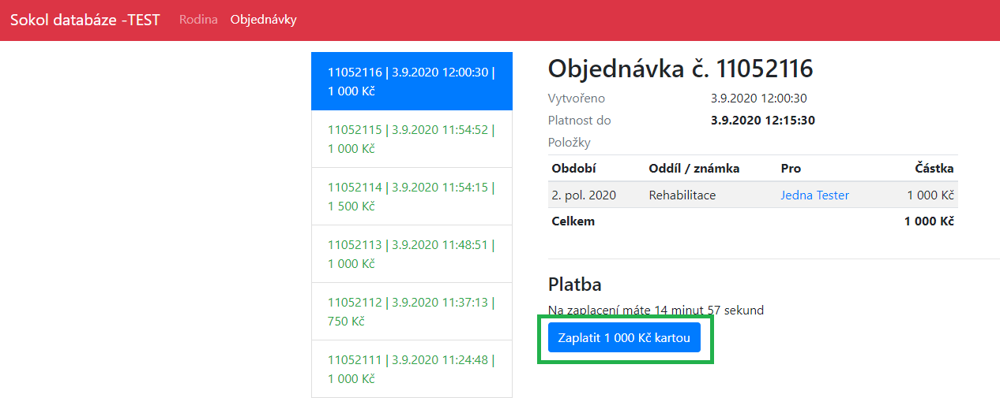 Sokol databáze -TEST Rodina Objednávky
11052116 | 3.9.2020 12:00:30 |
1 000 Kč
11052115 | 3.9.2020 11:54:52 |
1 000 Kč
11052114 | 3.9.2020 11:54:15 |
1 500 Kč
11052113 | 3.9.2020 11:48:51 |
1 000 Kč
11052112 | 3.9.2020 11:37:13 |
750 Kč
11052111 | 3.9.2020 11:24:48 |
1 000 Kč
Objednávka č. 11052116
Vytvořeno 3.9.2020 12:00:30
Platnost do 3.9.2020 12:15:30
Položky
Období Oddíl / známka Pro Částka
2. pol. 2020 Rehabilitace Jedna Tester 1 000 Kč
Celkem 1 000 Kč
Platba
Na zaplacení máte 14 minut 57 sekund
Zaplatit 1 000 Kč kartou